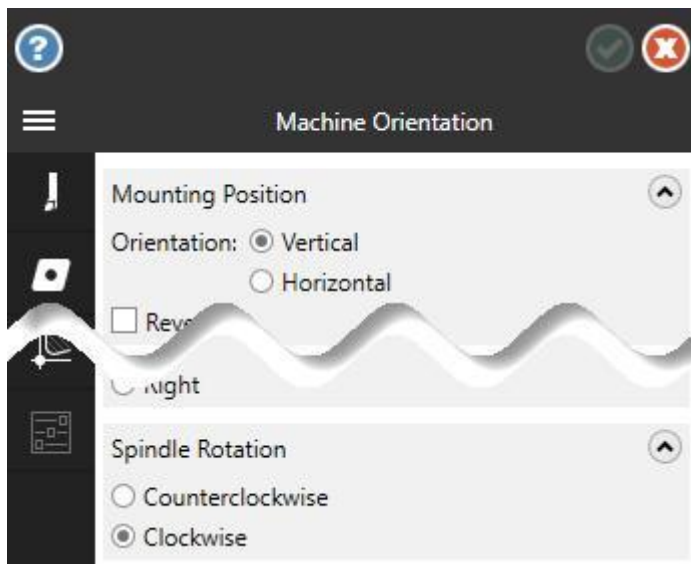 ?
Machine Orientation
Mounting Position
Orientation: Vertical
Horizontal
Right
Spindle Rotation
Counterclockwise
Clockwise